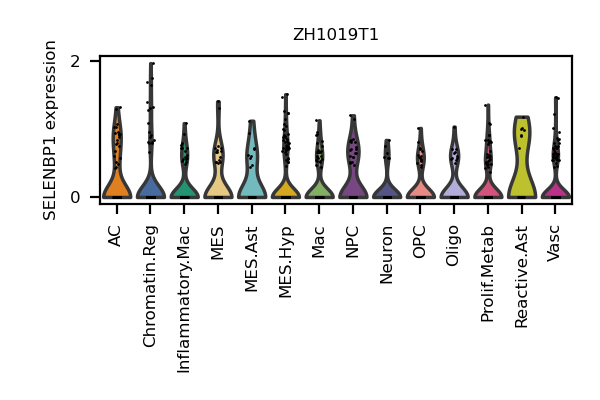 ZH1019T1
SELENBP1 expression
2
0
AC
Chromatin.Reg
Inflammatory.Mac
MES
MES.Ast
MES.Hyp
Mac
NPC
Neuron
OPC
Oligo
Prolif.Metab
Reactive.Ast
Vasc